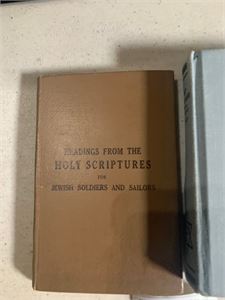 READINGS FROM THE
HOLY SCRIPTURES
FOR
JEWISH SOLDIERS AND SAILORS